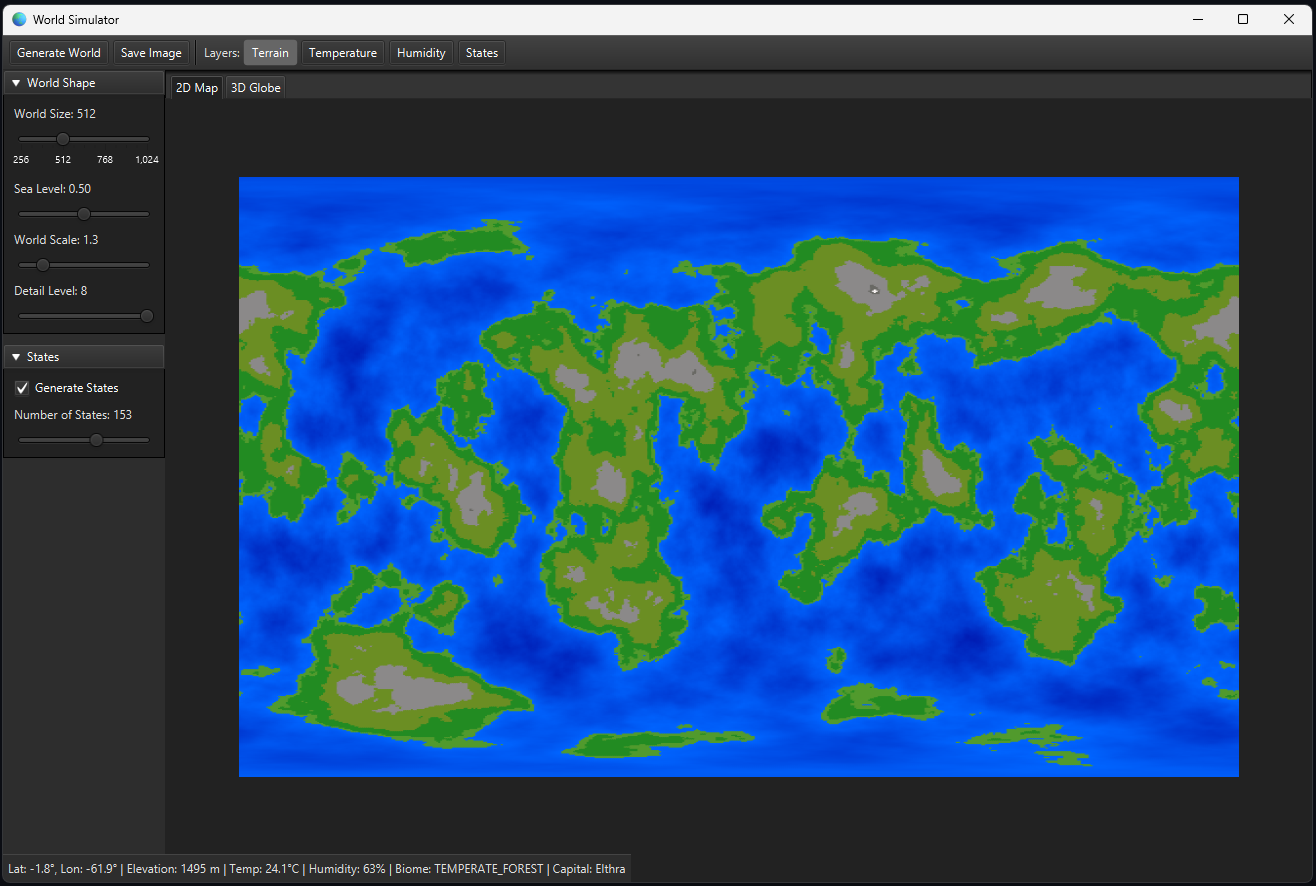 World Simulator
Generate World Save Image Layers: Terrain Temperature Humidity States
World Shape
2D Map 3D Globe
World Size: 512
256 512 768 1,024
Sea Level: 0.50
World Scale: 1.3
Detail Level: 8
States
Generate States
Number of States: 153
Lat: -1.8°, Lon: -61.9° | Elevation: 1495 m | Temp: 24.1°C | Humidity: 63% | Biome: TEMPERATE_FOREST | Capital: Elthra